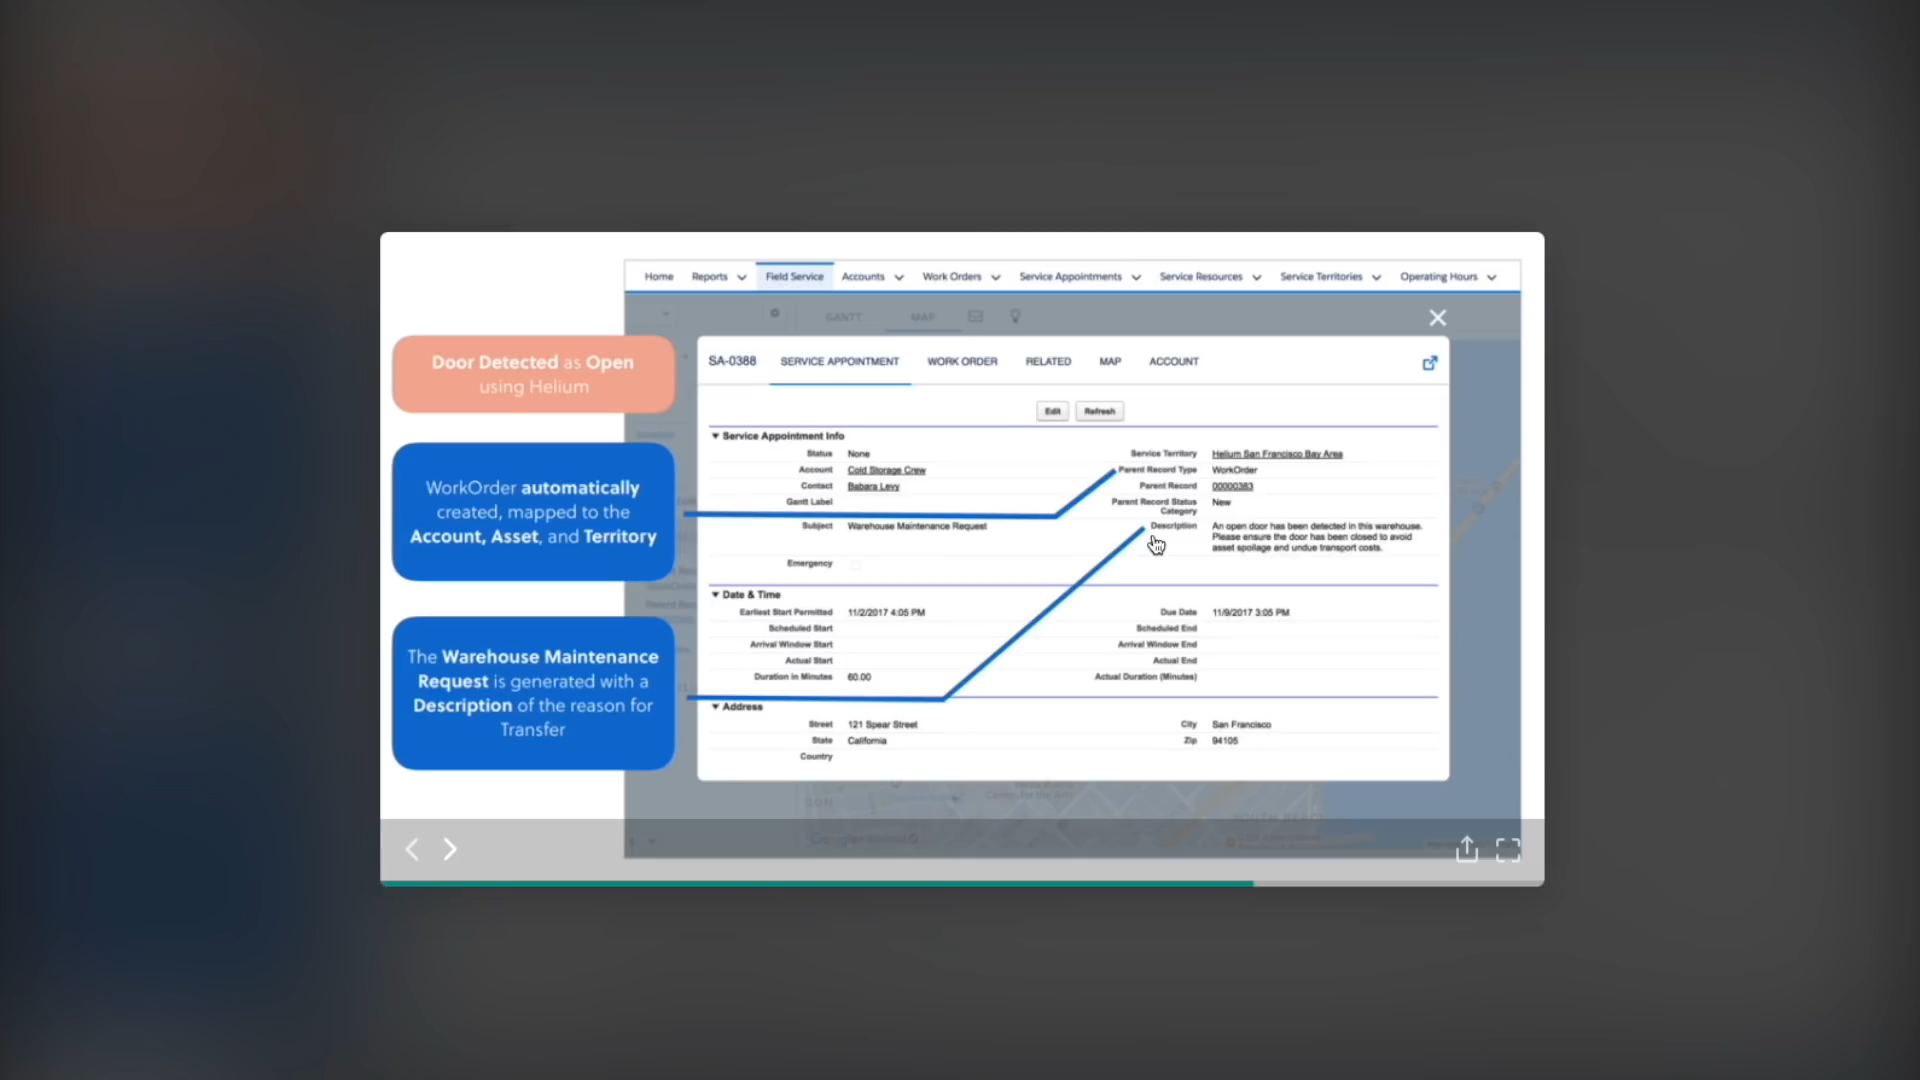 Home Reports Field Service Accounts Work Orders Service Appointments Service Resources Service Territories Operating Hours
GANTT MAP
Door Detected as Open
using Helium
WorkOrder automatically
created, mapped to the
Account, Asset, and Territory
The Warehouse Maintenance
Request is generated with a
Description of the reason for
Transfer
SA-0388 SERVICE APPOINTMENT WORK ORDER RELATED MAP ACCOUNT
Edit Refresh
Service Appointment Info
Status None Service Territory Helium San Francisco Bay Area
Account Cold Storage Crew Parent Record Type WorkOrder
Contact Babara Levy Parent Record 00000383
Gantt Label Parent Record Status New
Category
Subject Warehouse Maintenance Request Description An open door has been detected in this warehouse.
Please ensure the door has been closed to avoid
asset spoilage and undue transport costs.
Emergency
Date & Time
Earliest Start Permitted 11/2/2017 4:05 PM Due Date 11/9/2017 3:05 PM
Scheduled Start Scheduled End
Arrival Window Start Arrival Window End
Actual Start Actual End
Duration in Minutes 60.00 Actual Duration (Minutes)
Address
Street 121 Spear Street City San Francisco
State California Zip 94105
Country
Center for the Arts
SOUTH BEACH